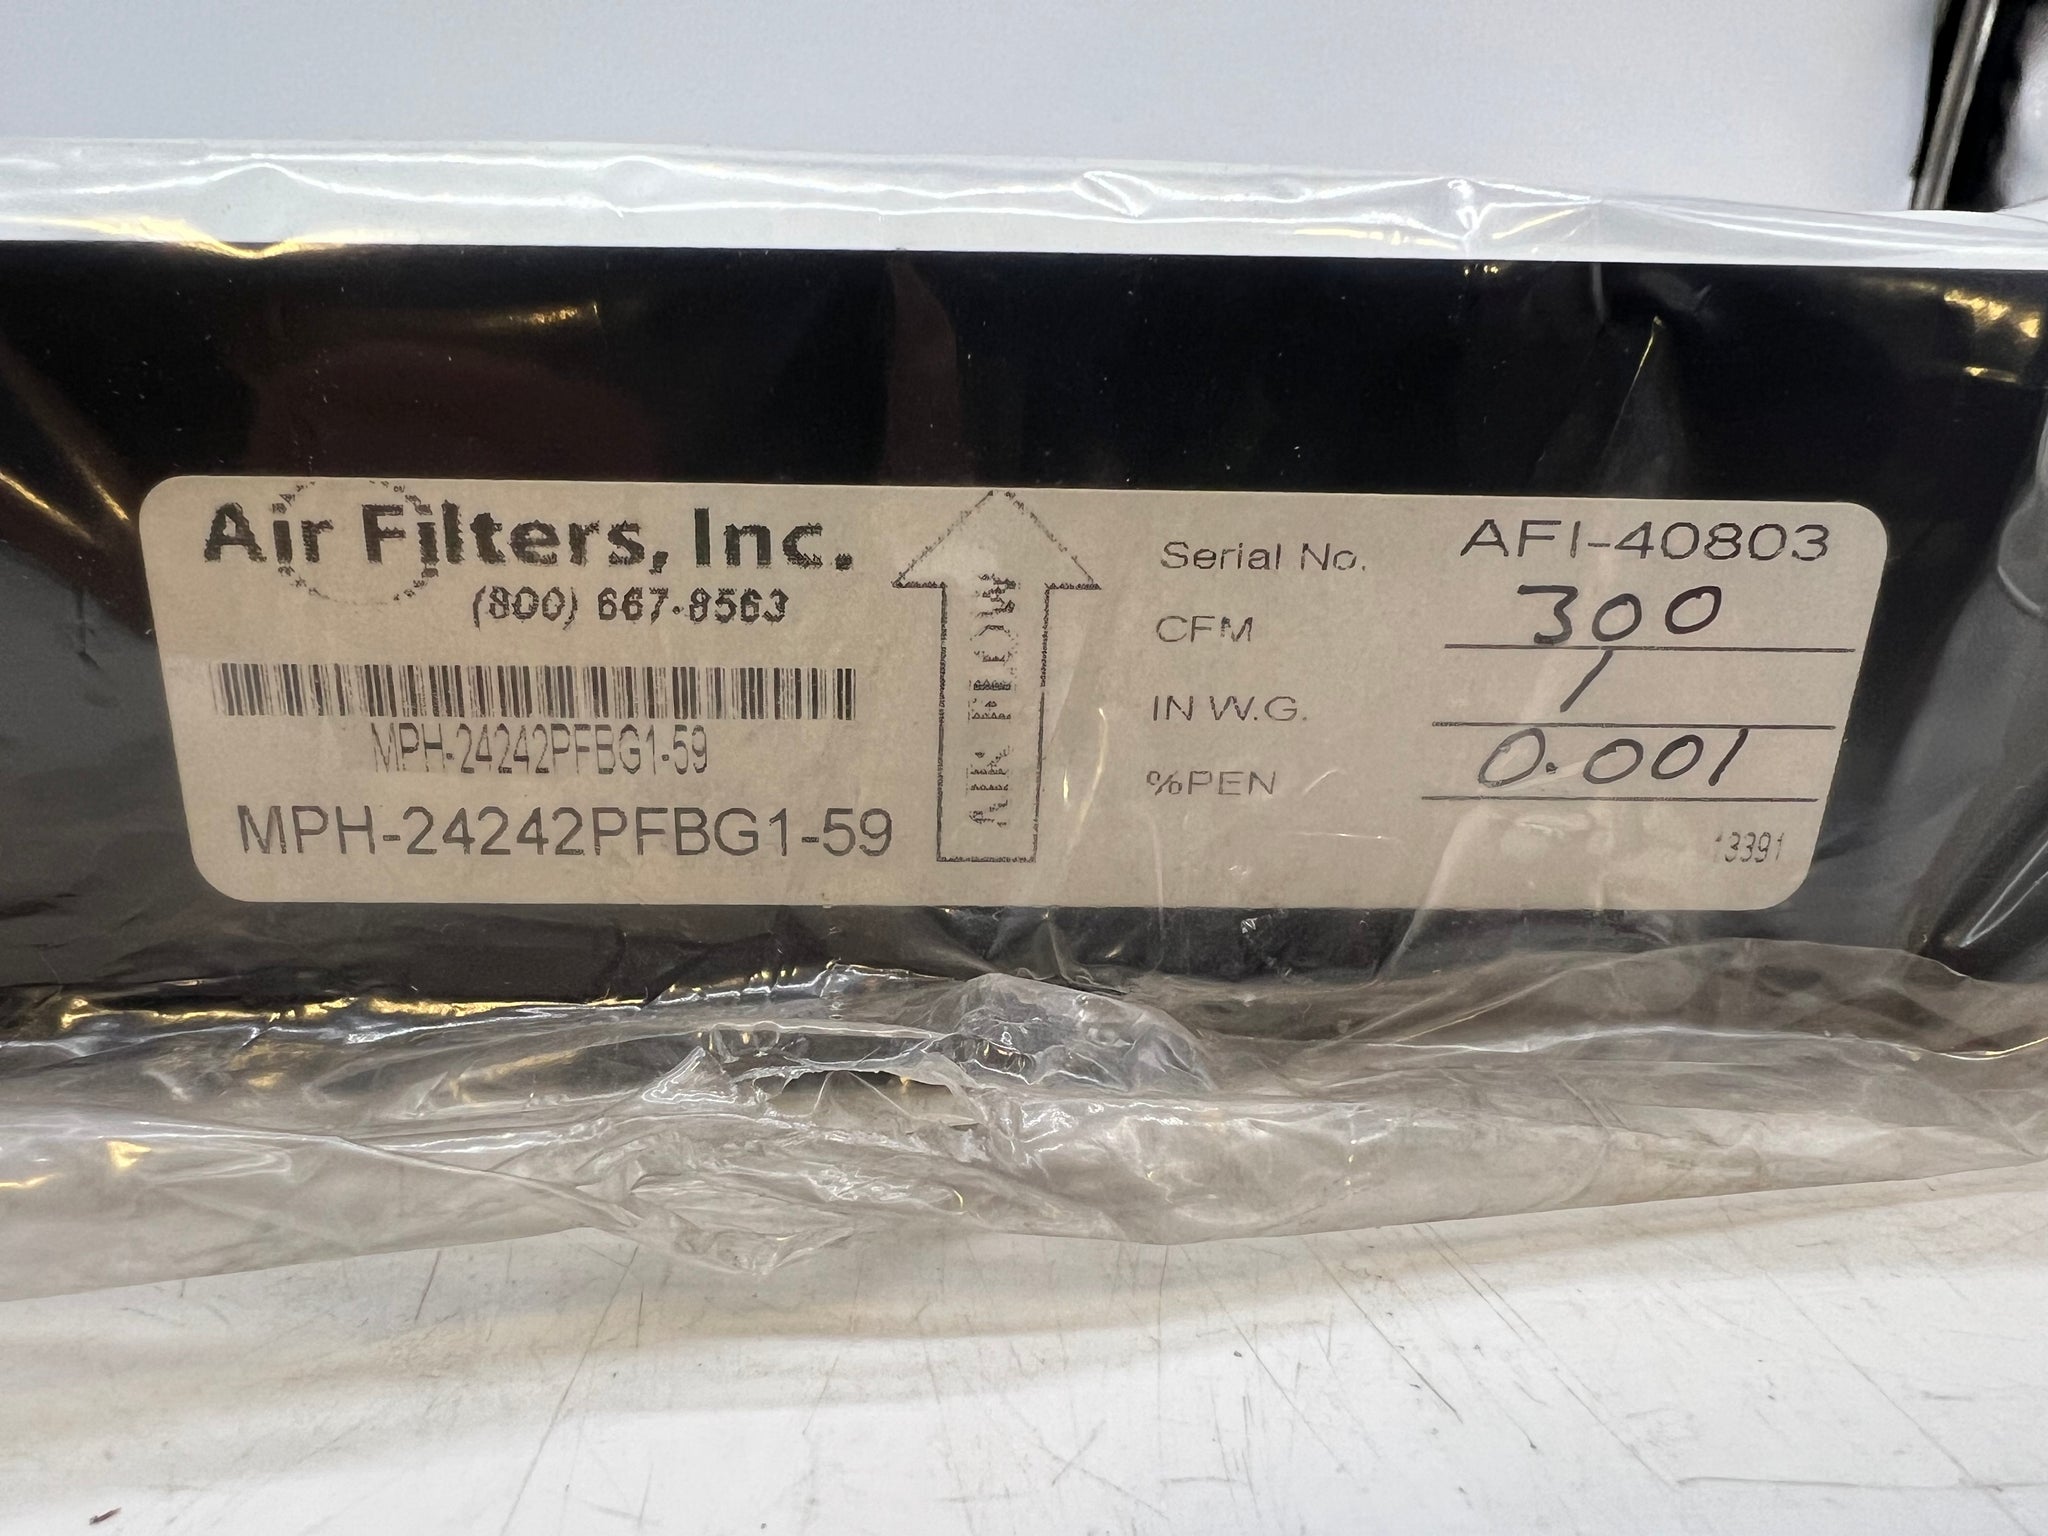 Air Filters, Inc.
(800) 667-8563
MPH-24242PFBG1-59
MPH-24242PFBG1-59
AIR FLOW
Serial No. AFI-40803
CFM 300
IN W.G. 1
%PEN 0.001
13391